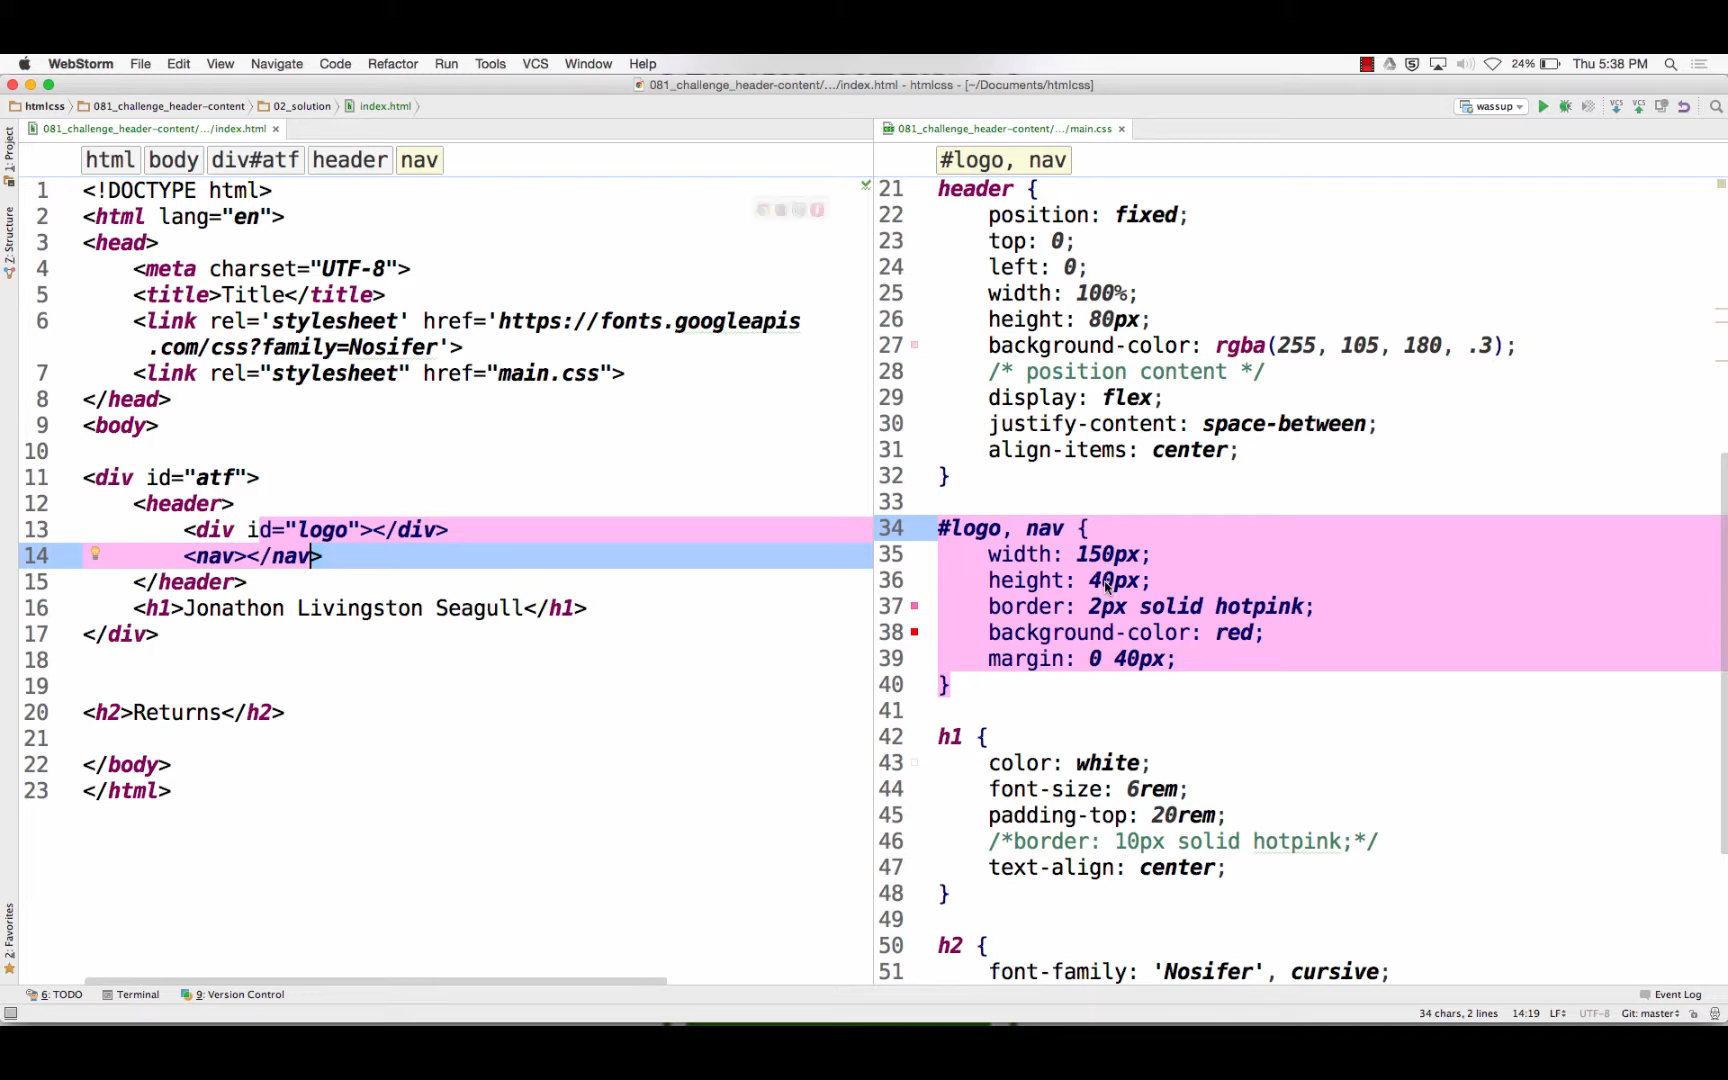 WebStorm File Edit View Navigate Code Refactor Run Tools VCS Window Help 24% Thu 5:38 PM
081_challenge_header-content/.../index.html - htmlcss - [~/Documents/htmlcss]
htmlcss 081_challenge_header-content 02_solution index.html wassup
081_challenge_header-content/.../index.html 081_challenge_header-content/.../main.css
1: Project
Z: Structure
2: Favorites
html body div#atf header nav
1 <!DOCTYPE html>
2 <html lang="en">
3 <head>
4 <meta charset="UTF-8">
5 <title>Title</title>
6 <link rel='stylesheet' href='https://fonts.googleapis
.com/css?family=Nosifer'>
7 <link rel="stylesheet" href="main.css">
8 </head>
9 <body>
10
11 <div id="atf">
12 <header>
13 <div id="logo"></div>
14 <nav></nav>
15 </header>
16 <h1>Jonathon Livingston Seagull</h1>
17 </div>
18
19
20 <h2>Returns</h2>
21
22 </body>
23 </html>
#logo, nav
21 header {
22 position: fixed;
23 top: 0;
24 left: 0;
25 width: 100%;
26 height: 80px;
27 background-color: rgba(255, 105, 180, .3);
28 /* position content */
29 display: flex;
30 justify-content: space-between;
31 align-items: center;
32 }
33
34 #logo, nav {
35 width: 150px;
36 height: 40px;
37 border: 2px solid hotpink;
38 background-color: red;
39 margin: 0 40px;
40 }
41
42 h1 {
43 color: white;
44 font-size: 6rem;
45 padding-top: 20rem;
46 /*border: 10px solid hotpink;*/
47 text-align: center;
48 }
49
50 h2 {
51 font-family: 'Nosifer', cursive;
6: TODO Terminal 9: Version Control Event Log
34 chars, 2 lines 14:19 LF UTF-8 Git: master